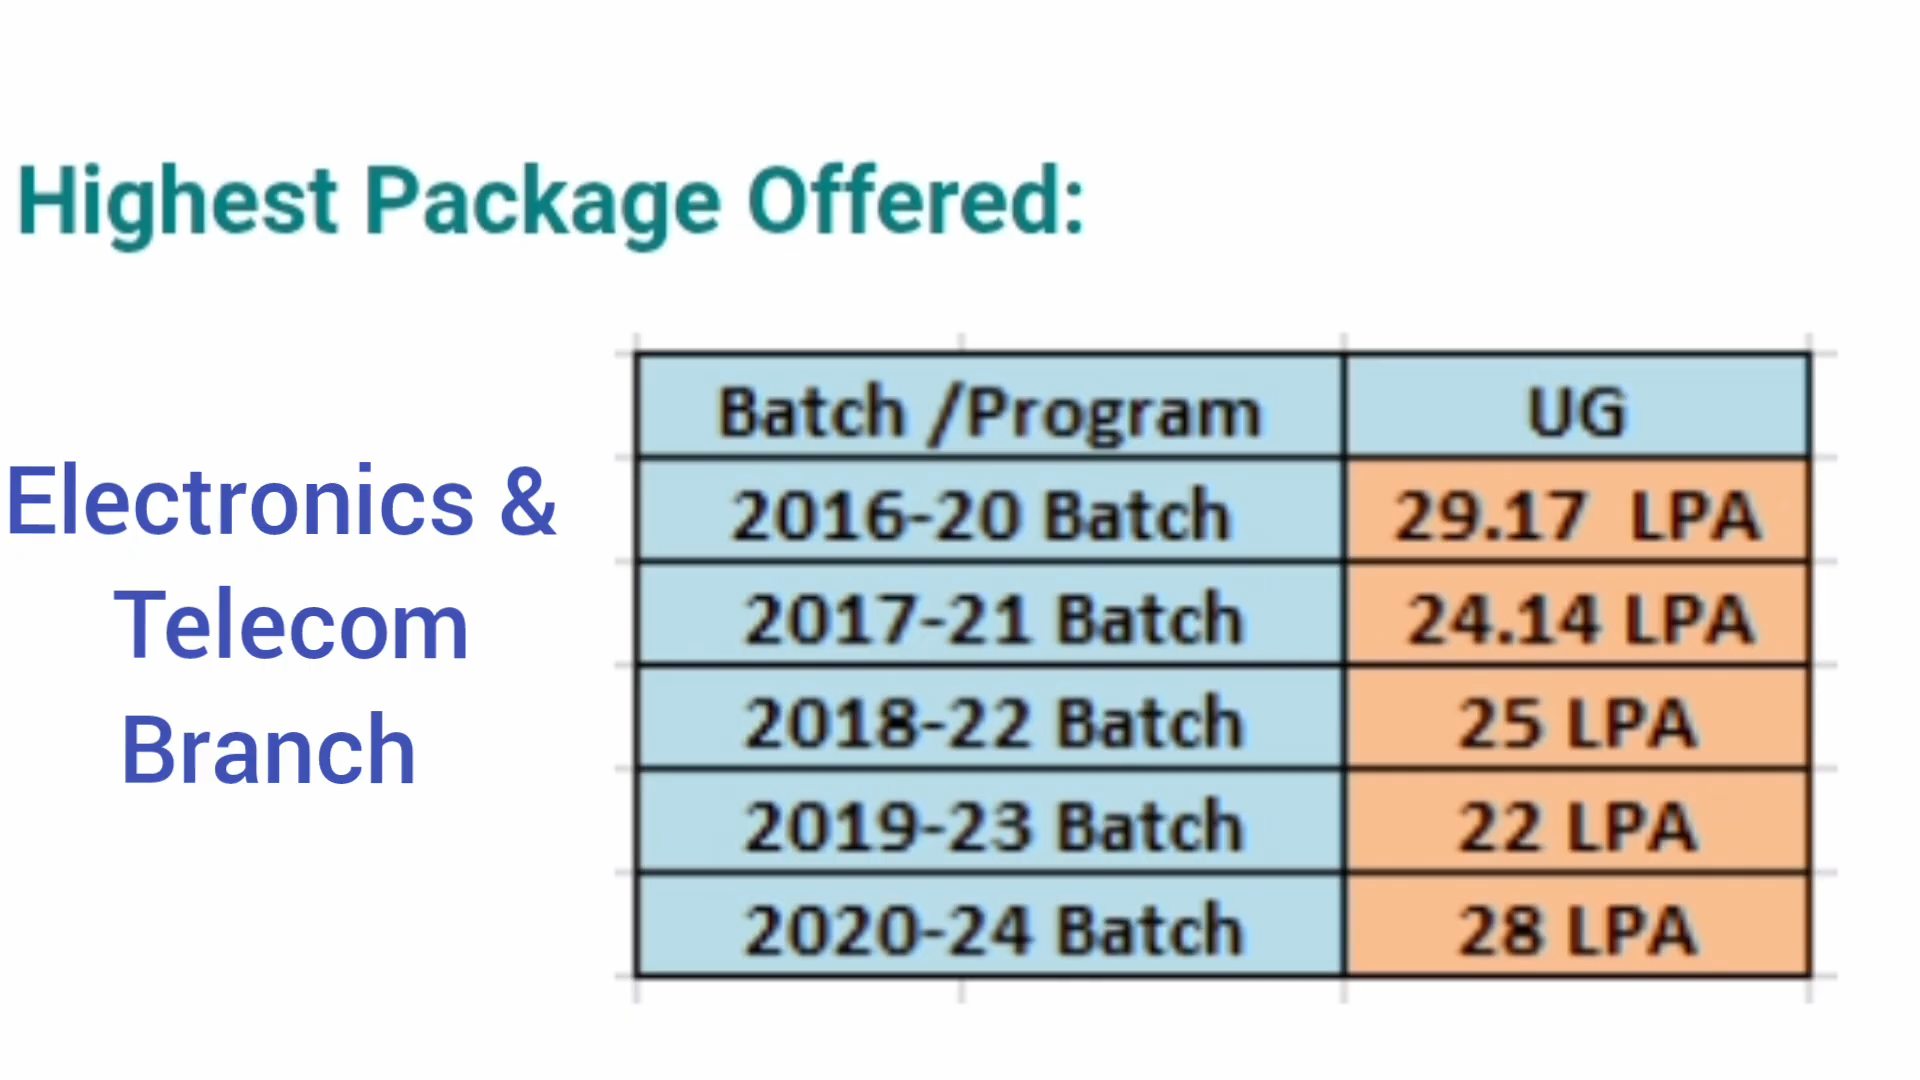 Highest Package Offered:
Electronics &
Telecom
Branch
Batch /Program UG
2016-20 Batch 29.17 LPA
2017-21 Batch 24.14 LPA
2018-22 Batch 25 LPA
2019-23 Batch 22 LPA
2020-24 Batch 28 LPA